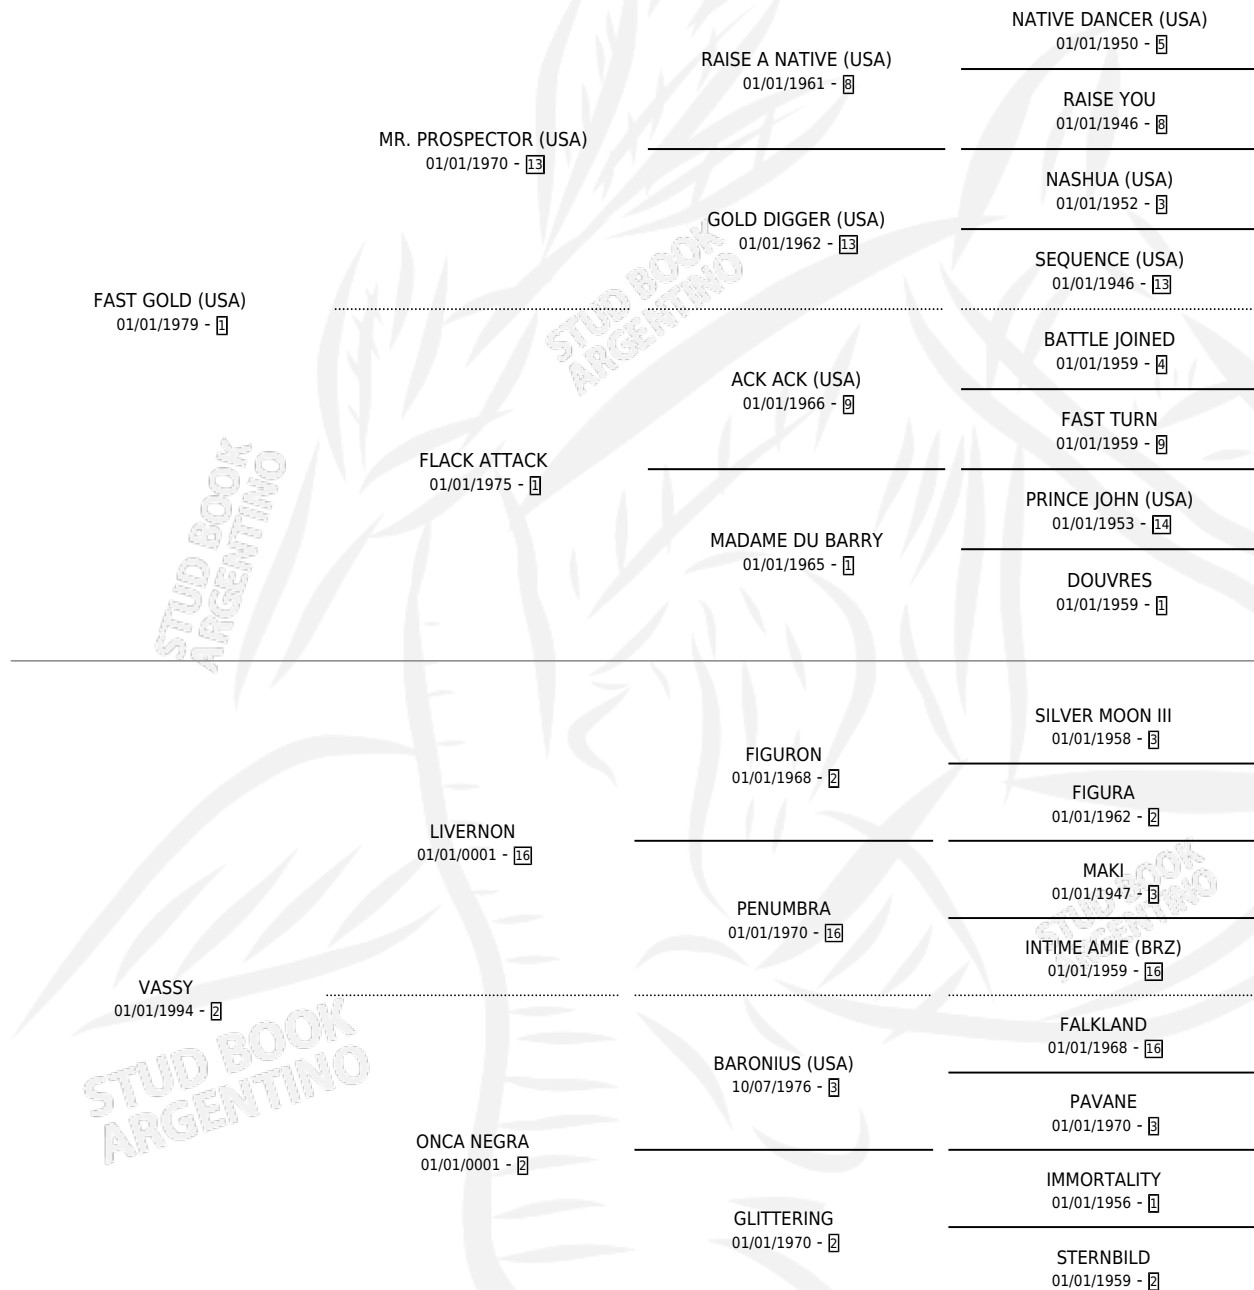 NATIVE DANCER (USA)
01/01/1950 - 5
RAISE A NATIVE (USA)
01/01/1961 - 8
RAISE YOU
01/01/1946 - 8
MR. PROSPECTOR (USA)
01/01/1970 - 13
NASHUA (USA)
01/01/1952 - 3
GOLD DIGGER (USA)
01/01/1962 - 13
SEQUENCE (USA)
01/01/1946 - 13
FAST GOLD (USA)
01/01/1979 - 1
BATTLE JOINED
01/01/1959 - 4
ACK ACK (USA)
01/01/1966 - 9
FAST TURN
01/01/1959 - 9
FLACK ATTACK
01/01/1975 - 1
PRINCE JOHN (USA)
01/01/1953 - 14
MADAME DU BARRY
01/01/1965 - 1
DOUVRES
01/01/1959 - 1
SILVER MOON III
01/01/1958 - 3
FIGURON
01/01/1968 - 2
FIGURA
01/01/1962 - 2
LIVERNON
01/01/0001 - 16
MAKI
01/01/1947 - 3
PENUMBRA
01/01/1970 - 16
INTIME AMIE (BRZ)
01/01/1959 - 16
VASSY
01/01/1994 - 2
FALKLAND
01/01/1968 - 16
BARONIUS (USA)
10/07/1976 - 3
PAVANE
01/01/1970 - 3
ONCA NEGRA
01/01/0001 - 2
IMMORTALITY
01/01/1956 - 1
GLITTERING
01/01/1970 - 2
STERNBILD
01/01/1959 - 2
STUD BOOK
ARGENTINO
STUD BOOK
ARGENTINO
STUD BOOK
ARGENTINO
STUD BOOK
ARGENTINO